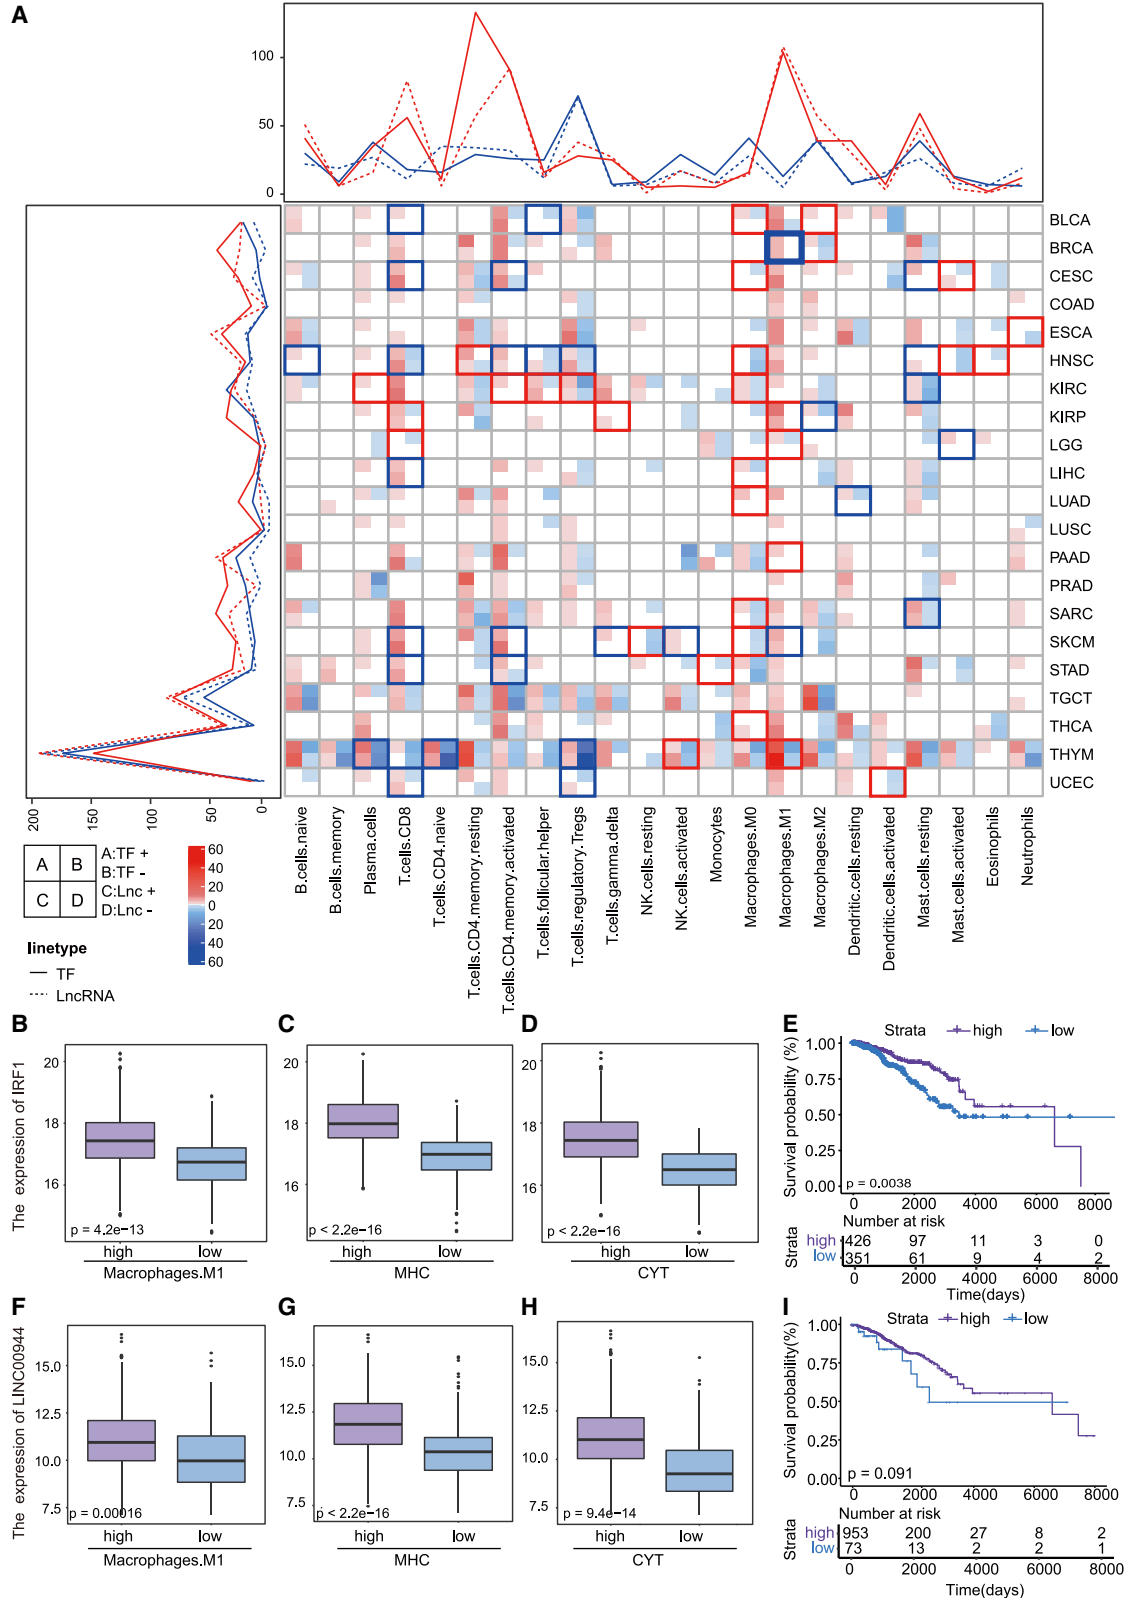 A
100
50
0
BLCA
BRCA
CESC
COAD
ESCA
HNSC
KIRC
KIRP
LGG
LIHC
LUAD
LUSC
PAAD
PRAD
SARC
SKCM
STAD
TGCT
THCA
THYM
UCEC
200 150 100 50 0
B.cells.naive
B.cells.memory
Plasma.cells
T.cells.CD8
T.cells.CD4.naive
T.cells.CD4.memory.resting
T.cells.CD4.memory.activated
T.cells.follicular.helper
T.cells.regulatory.Tregs
T.cells.gamma.delta
NK.cells.resting
NK.cells.activated
Monocytes
Macrophages.M0
Macrophages.M1
Macrophages.M2
Dendritic.cells.resting
Dendritic.cells.activated
Mast.cells.resting
Mast.cells.activated
Eosinophils
Neutrophils
A B
C D
A:TF +
B:TF -
C:Lnc +
D:Lnc -
60
40
20
0
20
40
60
linetype
TF
LncRNA
B
The expression of IRF1
20
18
16
p = 4.2e−13
high low
Macrophages.M1
C
20
18
16
p < 2.2e−16
high low
MHC
D
20
18
16
p < 2.2e−16
high low
CYT
E
Strata high low
Survival probability (%)
1.00
0.75
0.50
0.25
0.00
p = 0.0038
0 2000 4000 6000 8000
Number at risk
Strata
high 426 97 11 3 0
low 351 61 9 4 2
0 2000 4000 6000 8000
Time(days)
F
The expression of LINC00944
15.0
12.5
10.0
7.5
p = 0.00016
high low
Macrophages.M1
G
15.0
12.5
10.0
7.5
p < 2.2e−16
high low
MHC
H
15.0
12.5
10.0
7.5
p = 9.4e−14
high low
CYT
I
Strata high low
Survival probability(%)
1.00
0.75
0.50
0.25
0.00
p = 0.091
0 2000 4000 6000 8000
Number at risk
Strata
high 953 200 27 8 2
low 73 13 2 2 1
0 2000 4000 6000 8000
Time(days)